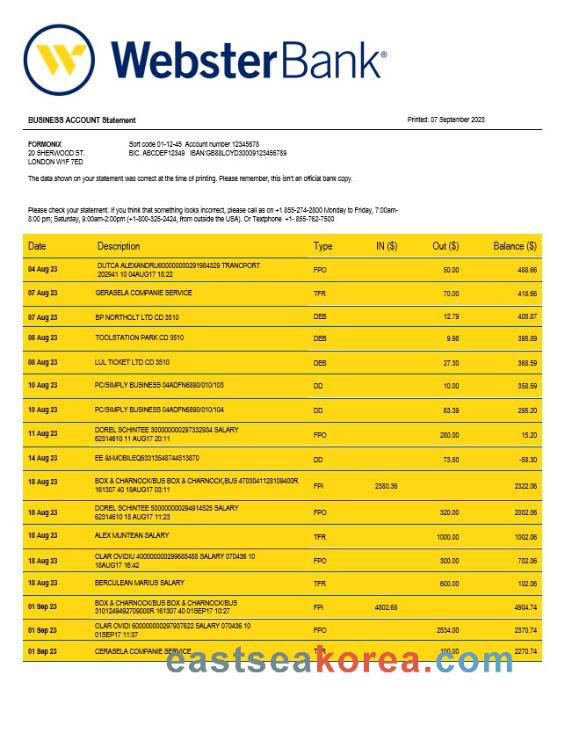 WebsterBank®
BUSINESS ACCOUNT Statement Printed: 07 September 2023
FORMONIX Sort code 01-12-45 Account number 12345678
20 SHERWOOD ST. BIC. ABCDEF12349 IBAN:GB88LOYD30009123456789
LONDON W1F 7ED
The data shown on your statement was correct at the time of printing. Please remember, this isn't an official bank copy.
Please check your statement. If you think that something looks incorrect, please call as on +1 855-274-2800 Monday to Friday, 7:00am-
8:00 pm; Saturday, 9:00am-2:00pm (+1-800-325-2424, from outside the USA). Or Textphone +1- 855-762-7500
Date Description Type IN ($) Out ($) Balance ($)
04 Aug 23 DUTCA ALEXANDRU600000000291984329 TRANCPORT FPO 50.00 488.66
202941 10 04AUG17 18:22
07 Aug 23 GERASELA COMPANIE SERVICE TFR 70.00 418.66
07 Aug 23 BP NORTHOLT LTD CD 3510 DEB 12.79 405.87
08 Aug 23 TOOLSTATION PARK CD 3510 DEB 9.98 395.89
08 Aug 23 LUL TICKET LTD CD 3510 DEB 27.30 368.59
10 Aug 23 PC/SIMPLY BUSINESS 04ADFN6890/010/103 DD 10.00 358.59
10 Aug 23 PC/SIMPLY BUSINESS 04ADFN6890/010/104 DD 63.39 295.20
11 Aug 23 DOREL SCHINTEE 300000000297332934 SALARY FPO 280.00 15.20
62314610 11 AUG17 20:11
14 Aug 23 EE &t-MOBILEQ63313548744513870 DD 73.50 -58.30
18 Aug 23 BOX & CHARNOCK/BUS BOX & CHARNOCK,BUS 4703041128109400R FPI 2380.36 2322.06
161307 40 18AUG17 03:11
18 Aug 23 DOREL SCHINTEE 500000000294914525 SALARY FPO 320.00 2002.06
62314610 18 AUG17 11:23
18 Aug 23 ALEX MUNTEAN SALARY TFR 1000.00 1002.06
18 Aug 23 OLAR OVIDIU 400000000299688488 SALARY 070436 10 FPO 300.00 702.06
18AUG17 16:42
18 Aug 23 BERCULEAN MARIUS SALARY TFR 600.00 102.06
01 Sep 23 BOX & CHARNOCK/BUS BOX & CHARNOCK/BUS FPI 4802.68 4904.74
3101249492709000R 161307 40 01SEP17 10:27
01 Sep 23 OLAR OVIDI 600000000297937622 SALARY 070436 10 FPO 2534.00 2370.74
01SEP17 11:07
01 Sep 23 CERASELA COMPANIE SERVICE TFR 100.00 2270.74
eastseakorea.com